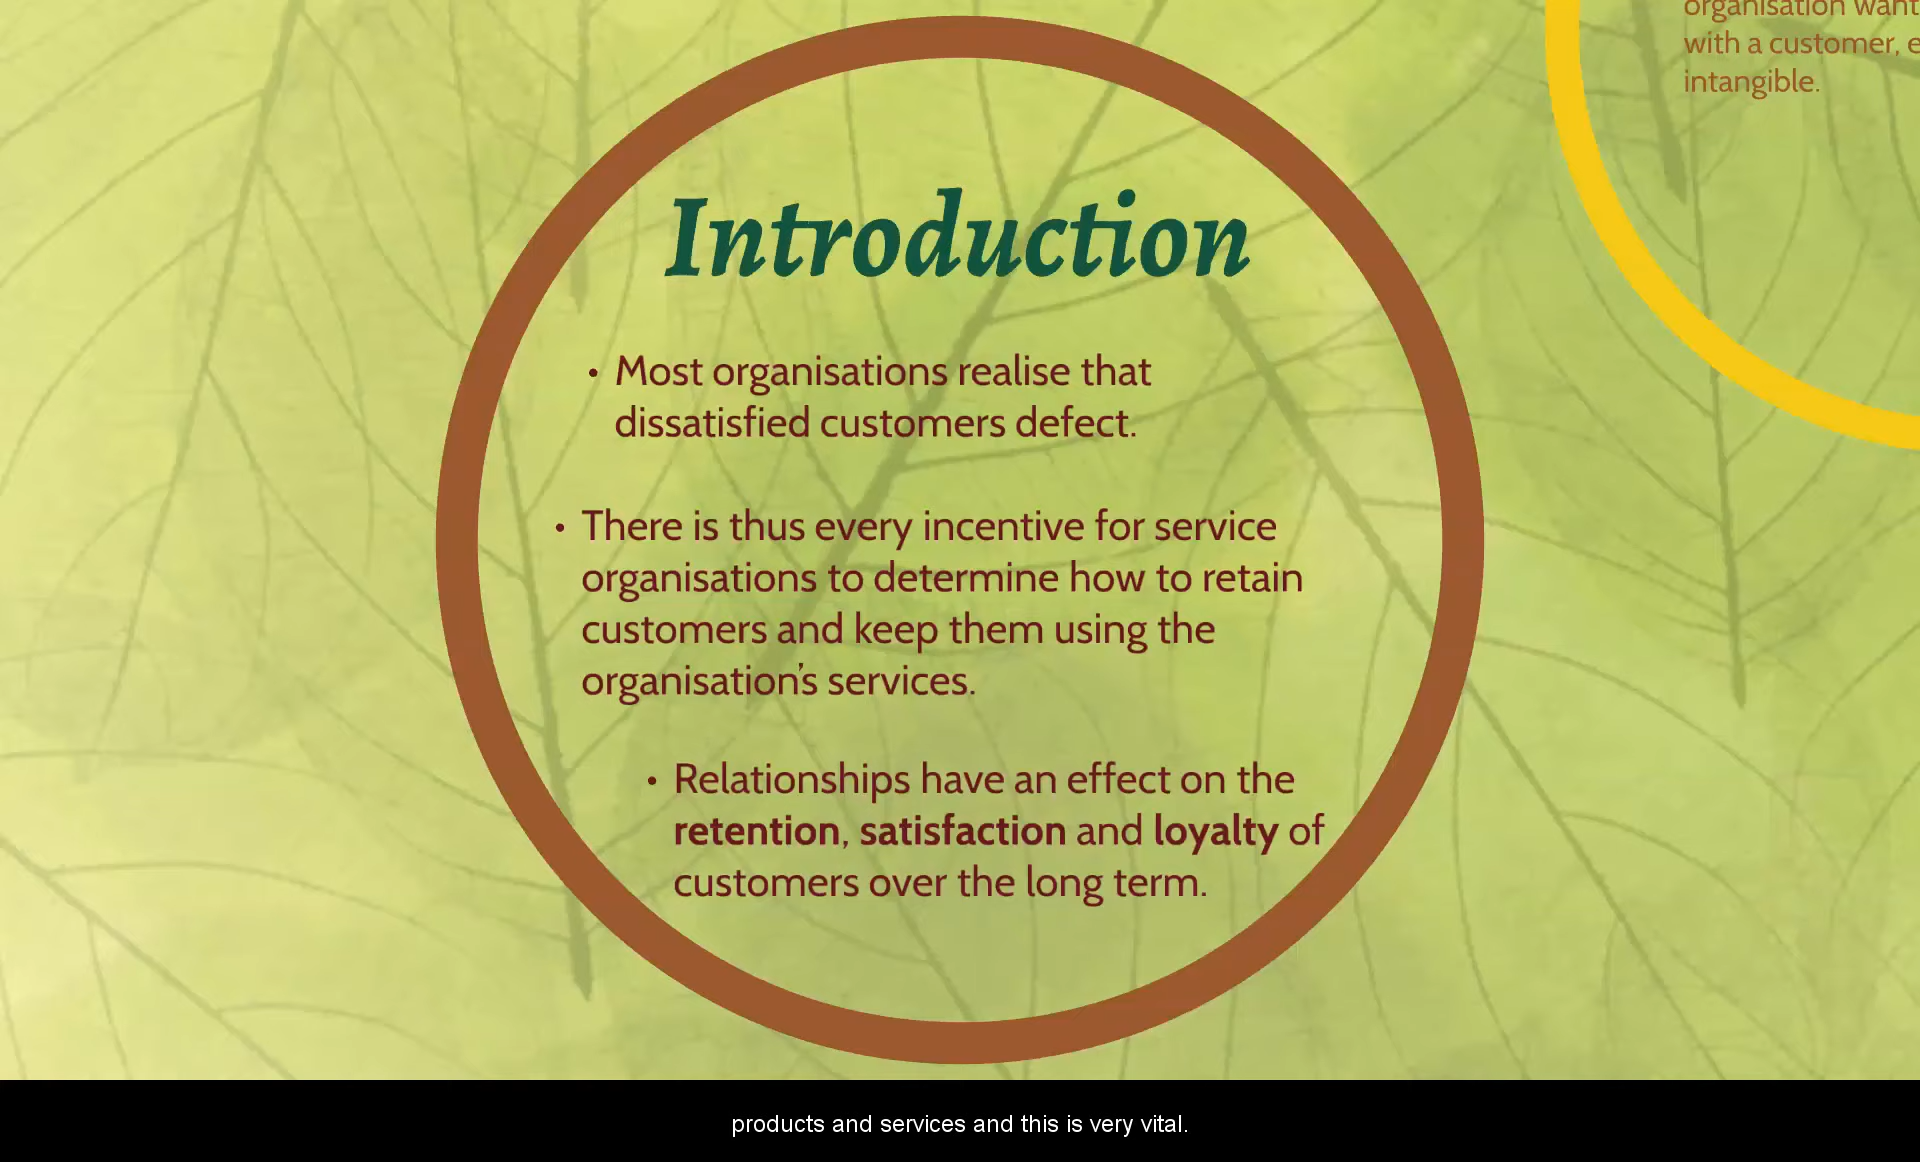 organisation want
with a customer, e
intangible.
Introduction
• Most organisations realise that
dissatisfied customers defect.
• There is thus every incentive for service
organisations to determine how to retain
customers and keep them using the
organisation's services.
• Relationships have an effect on the
retention, satisfaction and loyalty of
customers over the long term.
products and services and this is very vital.